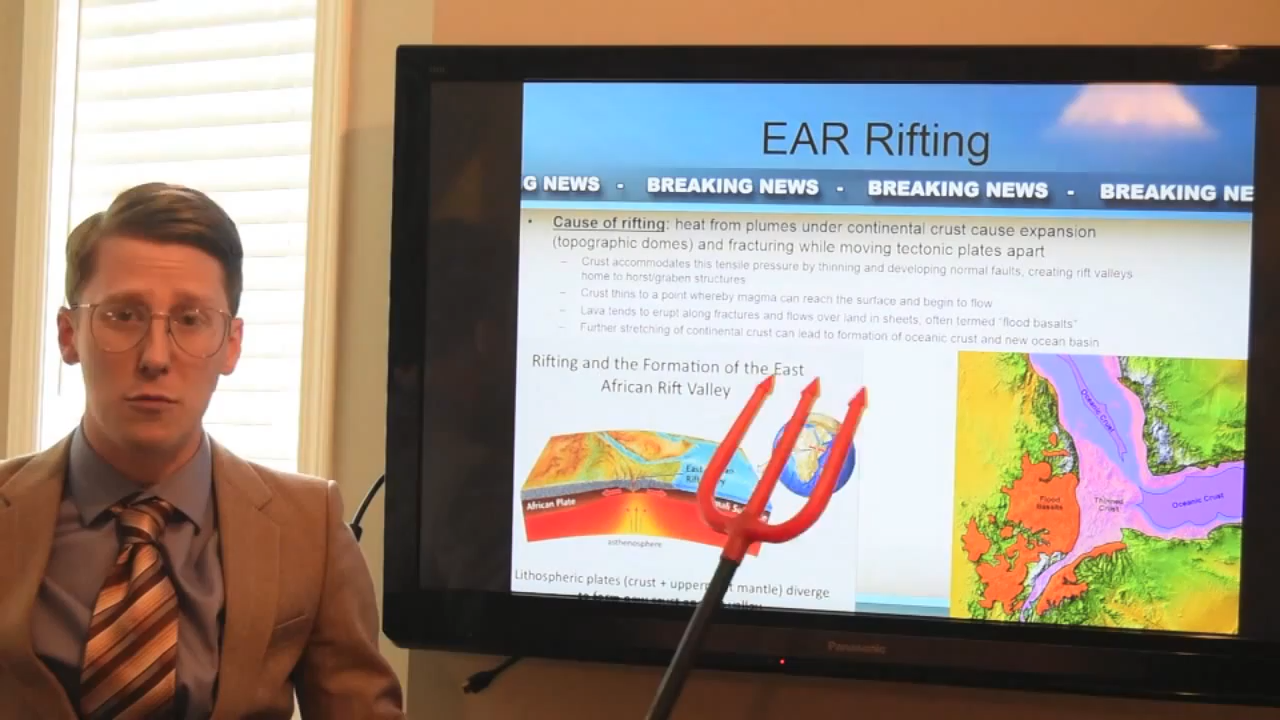 EAR Rifting
G NEWS - BREAKING NEWS - BREAKING NEWS - BREAKING NE
• Cause of rifting: heat from plumes under continental crust cause expansion
(topographic domes) and fracturing while moving tectonic plates apart
– Crust accommodates this tensile pressure by thinning and developing normal faults, creating rift valleys
home to horst/graben structures
– Crust thins to a point whereby magma can reach the surface and begin to flow
– Lava tends to erupt along fractures and flows over land in sheets, often termed "flood basalts"
– Further stretching of continental crust can lead to formation of oceanic crust and new ocean basin
Rifting and the Formation of the East
African Rift Valley
East
African Plate
asthenosphere
Lithospheric plates (crust + mantle) diverge
Oceanic Crust
Flood
Basalts
Thinned
Crust
Oceanic Crust
Panasonic